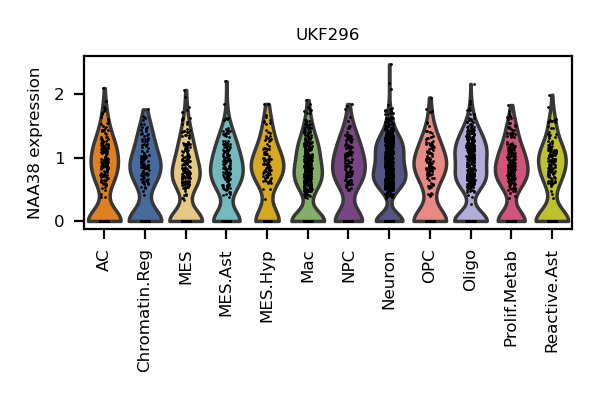 UKF296
NAA38 expression
2
1
0
AC
Chromatin.Reg
MES
MES.Ast
MES.Hyp
Mac
NPC
Neuron
OPC
Oligo
Prolif.Metab
Reactive.Ast